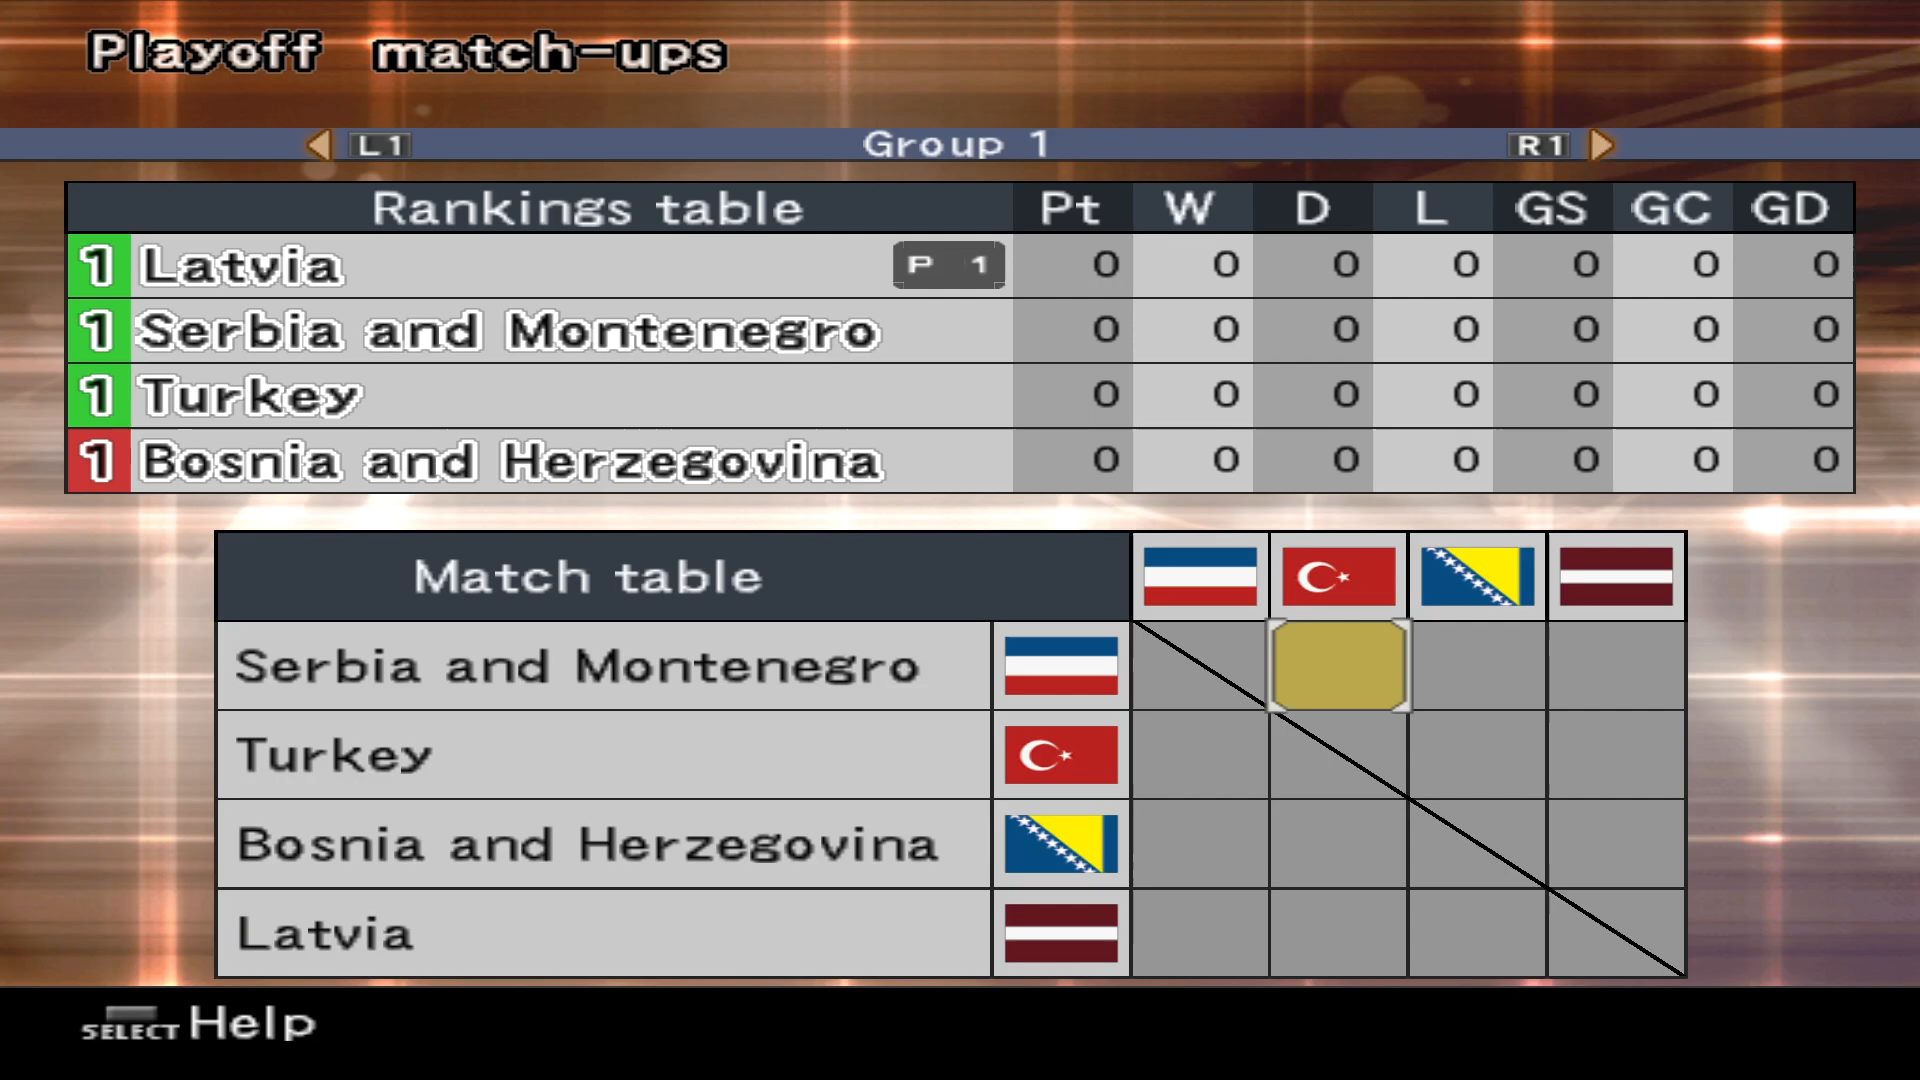 Playoff match-ups
L1 Group 1 R1
Rankings table Pt W D L GS GC GD
1 Latvia P 1 0 0 0 0 0 0 0
1 Serbia and Montenegro 0 0 0 0 0 0 0
1 Turkey 0 0 0 0 0 0 0
1 Bosnia and Herzegovina 0 0 0 0 0 0 0
Match table
Serbia and Montenegro
Turkey
Bosnia and Herzegovina
Latvia
SELECT Help